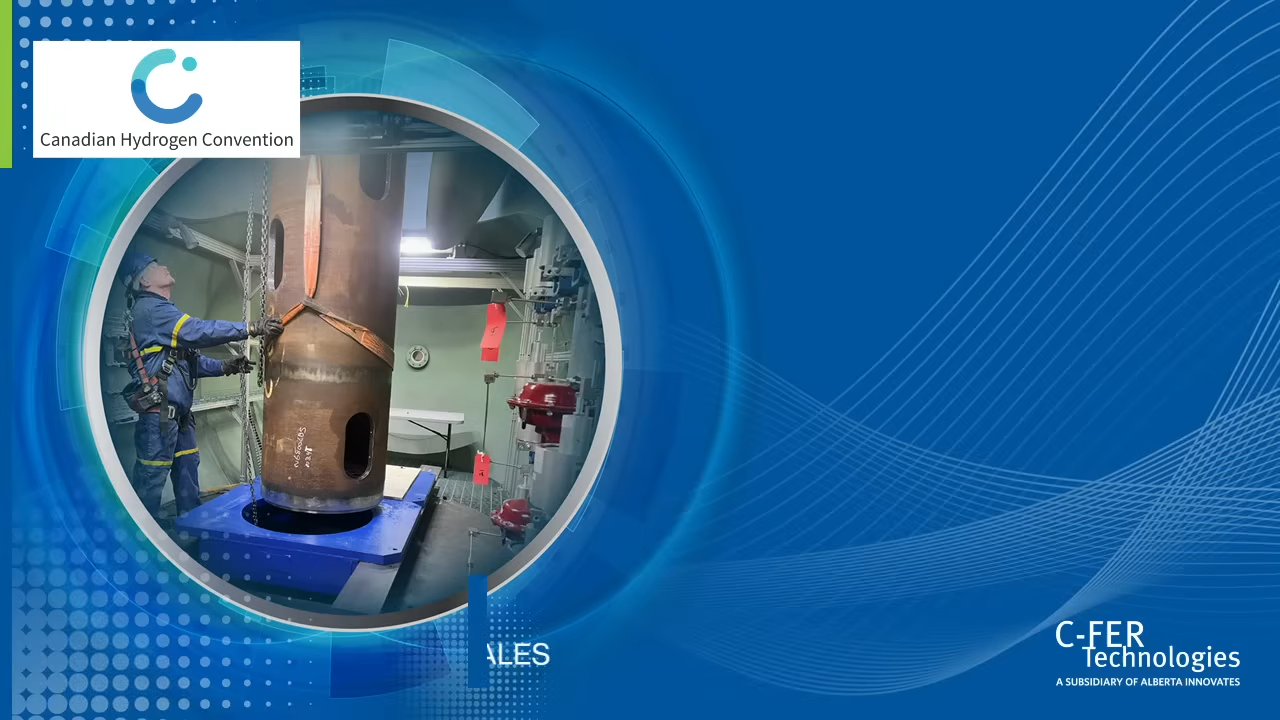 Canadian Hydrogen Convention
ALES
C-FER
Technologies
A SUBSIDIARY OF ALBERTA INNOVATES